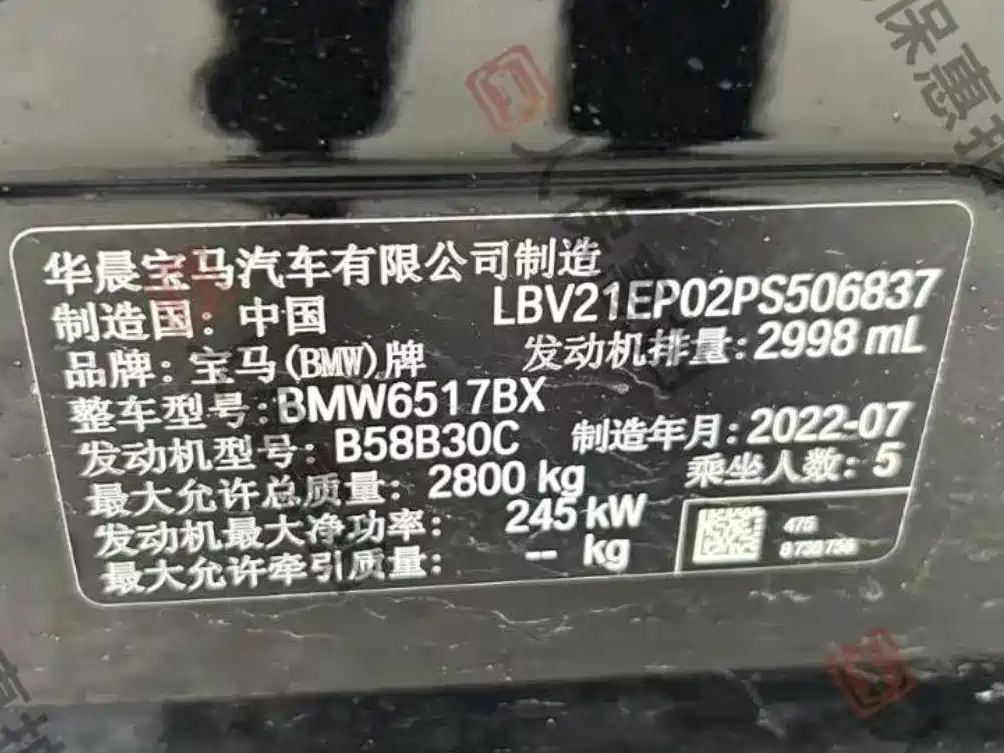 华晨宝马汽车有限公司制造
制造国：中国 LBV21EP02PS506837
品牌：宝马(BMW)牌 发动机排量:2998 mL
整车型号:BMW6517BX
发动机型号：B58B30C 制造年月:2022-07
最大允许总质量：2800 kg 乘坐人数：5
发动机最大净功率：245 kW
最大允许牵引质量：-- kg
475